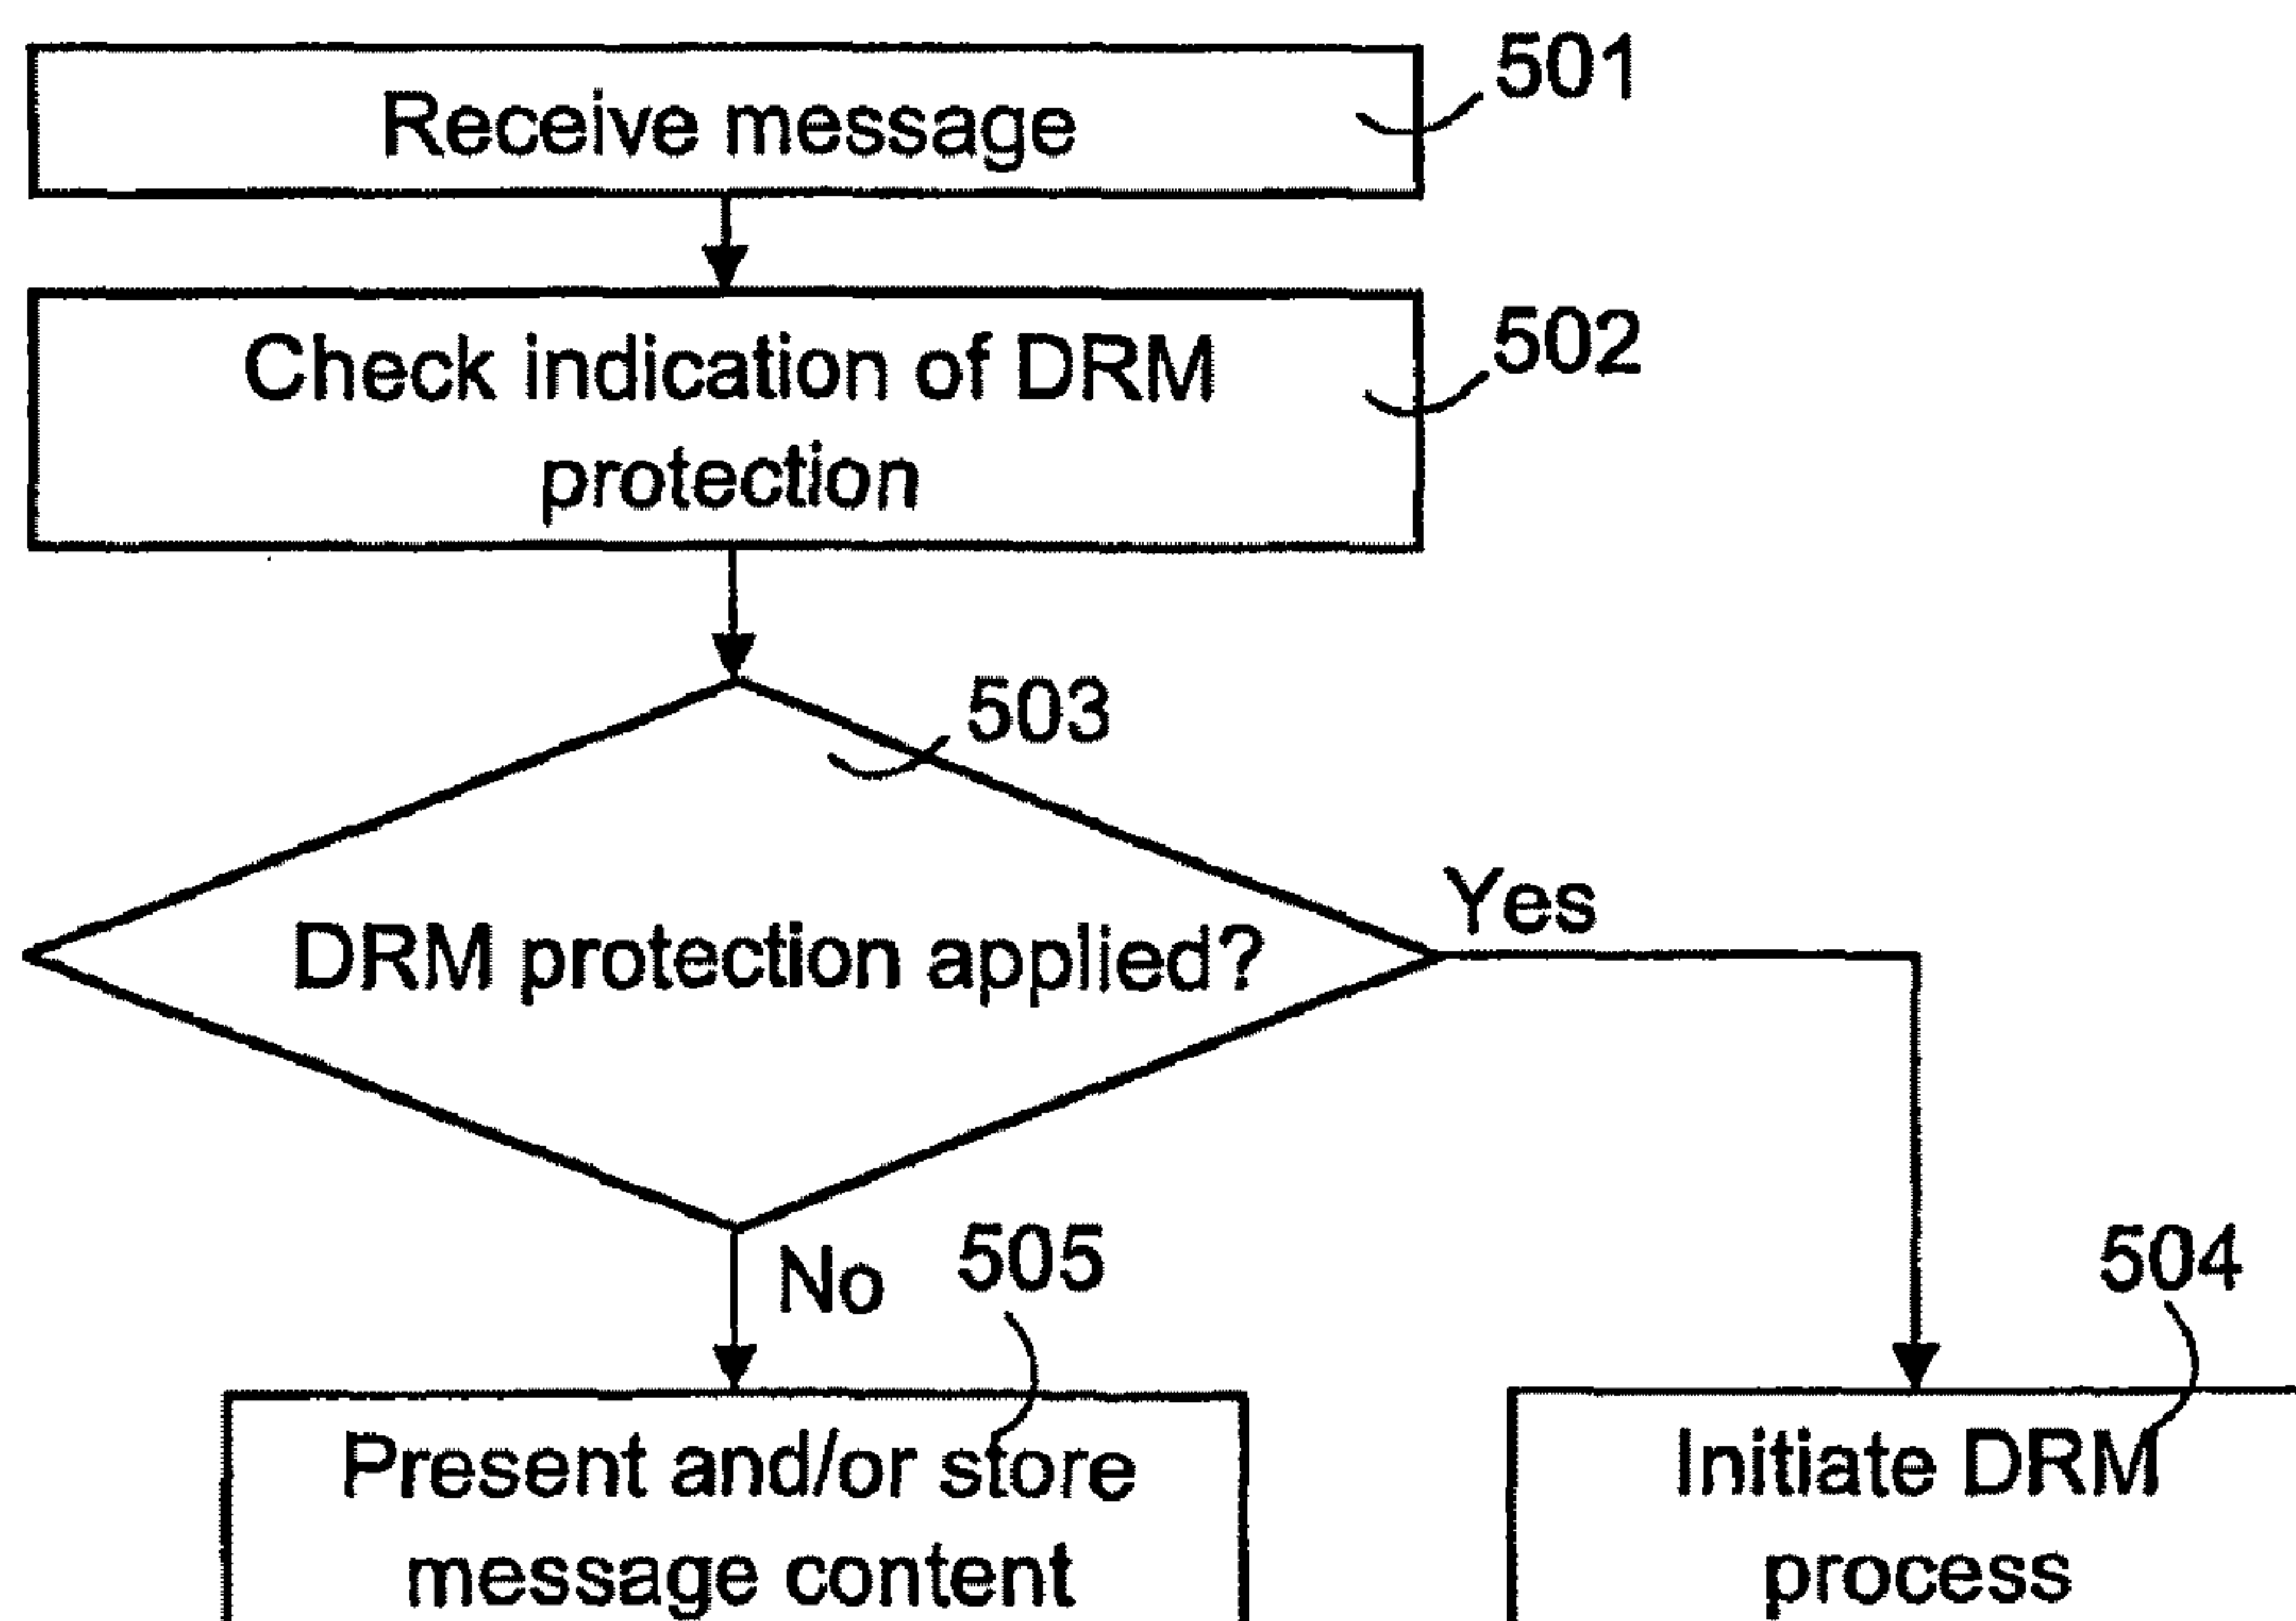 Receive message
501
Check indication of DRM
protection
502
503
DRM protection applied?
Yes
No
505
504
Present and/or store
message content
Initiate DRM
process